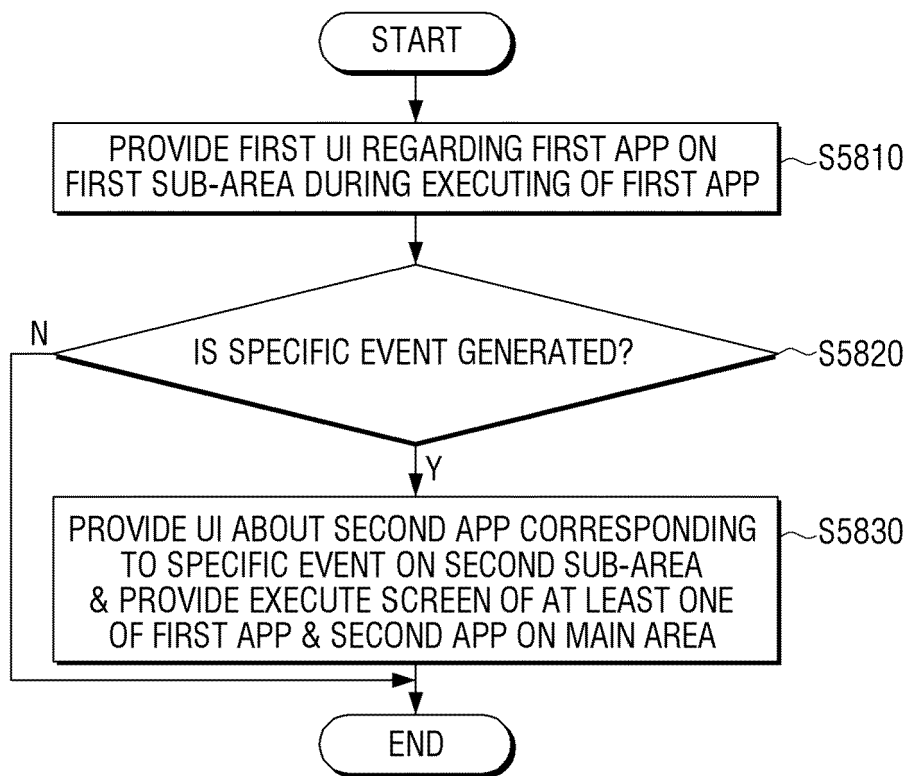 START
PROVIDE FIRST UI REGARDING FIRST APP ON
FIRST SUB-AREA DURING EXECUTING OF FIRST APP
S5810
N
IS SPECIFIC EVENT GENERATED?
S5820
Y
PROVIDE UI ABOUT SECOND APP CORRESPONDING
TO SPECIFIC EVENT ON SECOND SUB-AREA
& PROVIDE EXECUTE SCREEN OF AT LEAST ONE
OF FIRST APP & SECOND APP ON MAIN AREA
S5830
END